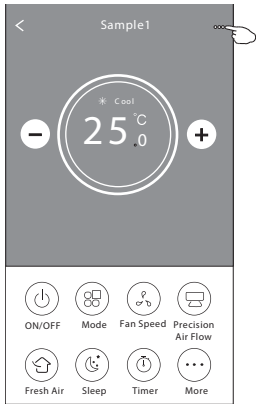 Sample1
Cool
25.0°C
ON/OFF Mode Fan Speed Precision
Air Flow
Fresh Air Sleep Timer More